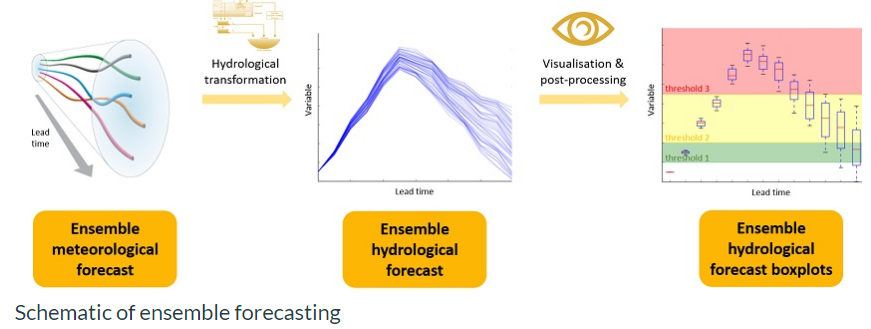 Hydrological
transformation
Visualisation &
post-processing
Lead
time
Variable
Lead time
Variable
threshold 3
threshold 2
threshold 1
Lead time
Ensemble
meteorological
forecast
Ensemble
hydrological
forecast
Ensemble
hydrological
forecast boxplots
Schematic of ensemble forecasting